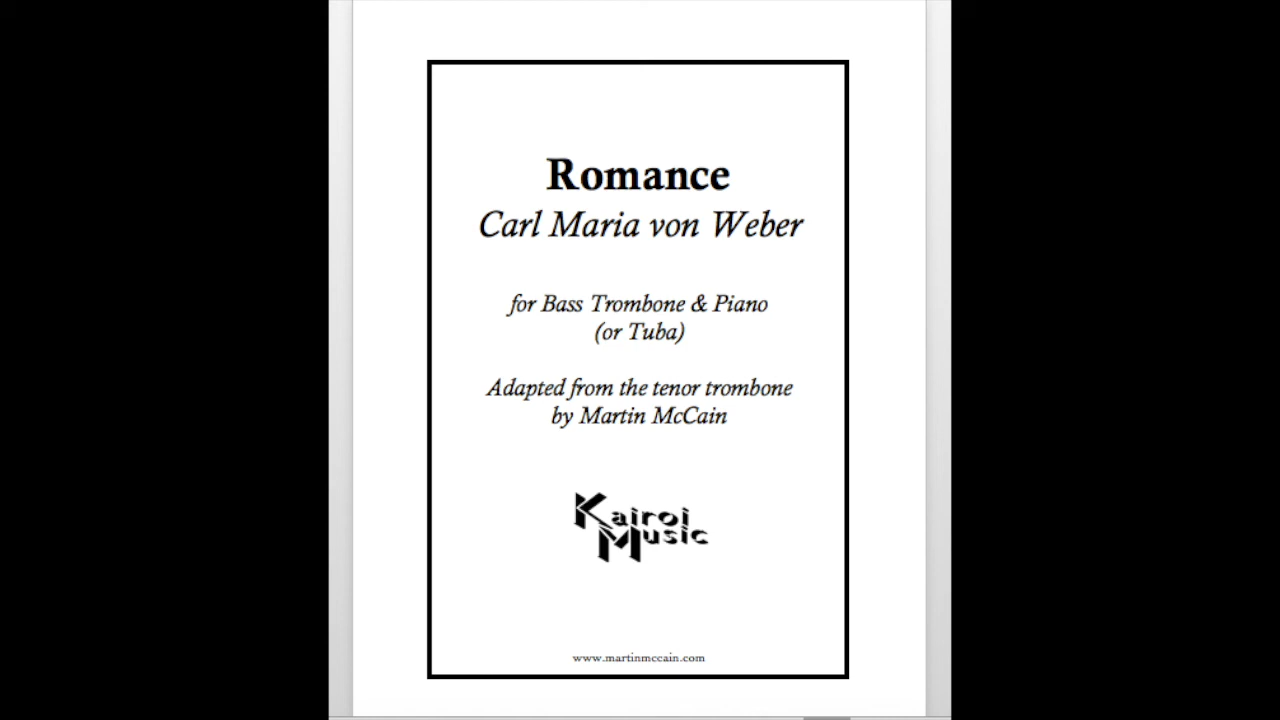 Romance
Carl Maria von Weber
for Bass Trombone & Piano
(or Tuba)
Adapted from the tenor trombone
by Martin McCain
Kairoi
Music
www.martinmccain.com